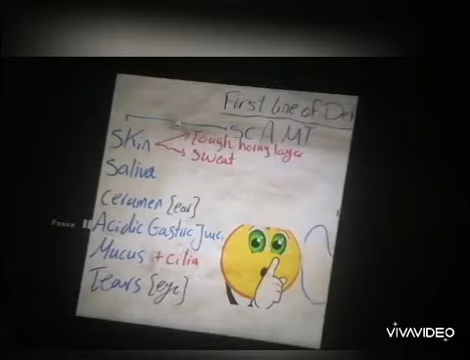 First line of De
SCAMT
Skin Tough horny layer
Sweat
Saliva
Cerumen {ear}
Pause
Acidic Gastric Juic
Mucus + cilia
Tears {eye}
VIVAVIDEO